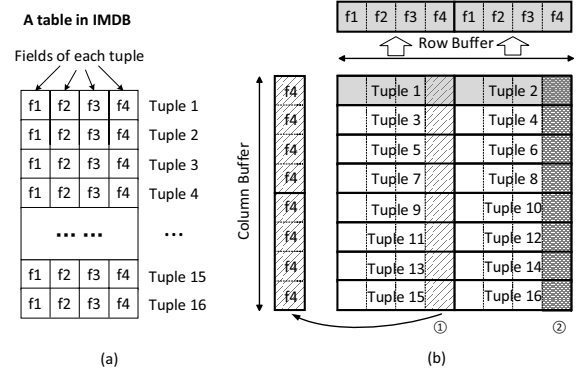 A table in IMDB
Fields of each tuple
f1 f2 f3 f4 Tuple 1
f1 f2 f3 f4 Tuple 2
f1 f2 f3 f4 Tuple 3
f1 f2 f3 f4 Tuple 4
... ... ...
f1 f2 f3 f4 Tuple 15
f1 f2 f3 f4 Tuple 16
(a)
f1 f2 f3 f4 f1 f2 f3 f4
Row Buffer
Column Buffer
f4 Tuple 1 Tuple 2
f4 Tuple 3 Tuple 4
f4 Tuple 5 Tuple 6
f4 Tuple 7 Tuple 8
f4 Tuple 9 Tuple 10
f4 Tuple 11 Tuple 12
f4 Tuple 13 Tuple 14
f4 Tuple 15 Tuple 16
① ②
(b)